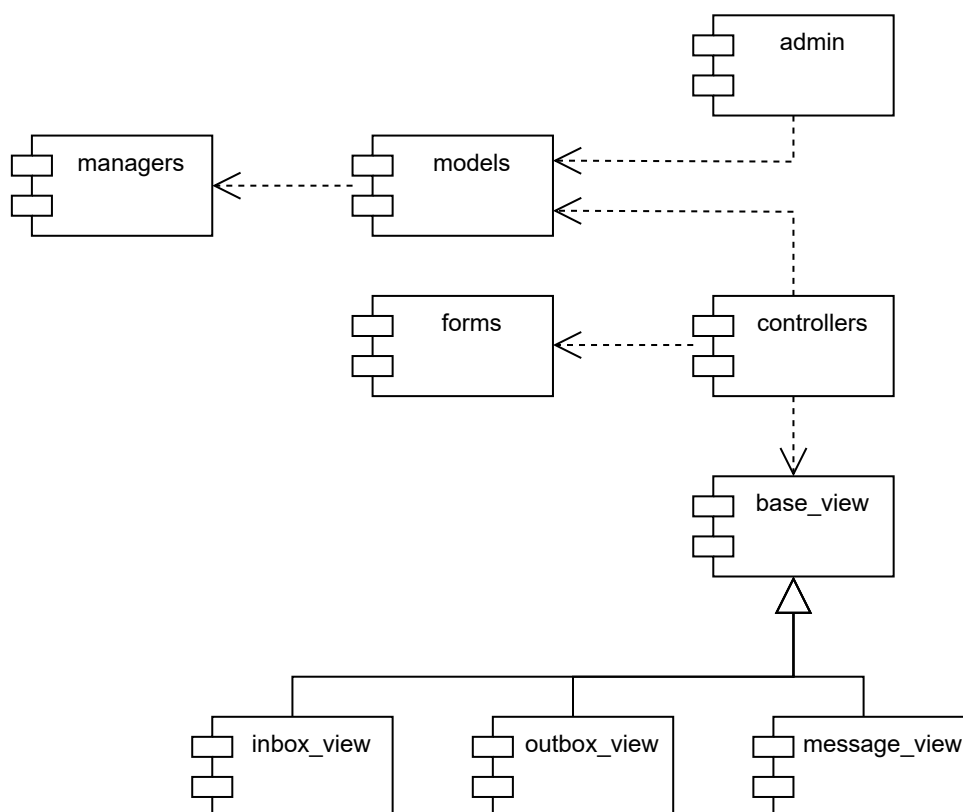 admin
managers
models
forms
controllers
base_view
inbox_view
outbox_view
message_view